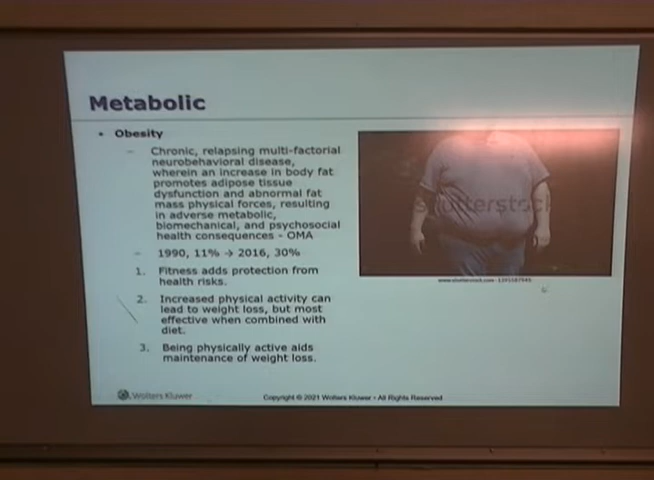 Metabolic
• Obesity
– Chronic, relapsing multi-factorial
neurobehavioral disease,
wherein an increase in body fat
promotes adipose tissue
dysfunction and abnormal fat
mass physical forces, resulting
in adverse metabolic,
biomechanical, and psychosocial
health consequences - OMA
– 1990, 11% → 2016, 30%
1. Fitness adds protection from
health risks.
2. Increased physical activity can
lead to weight loss, but most
effective when combined with
diet.
3. Being physically active aids
maintenance of weight loss.
shutterstock
www.shutterstock.com
Wolters Kluwer
Copyright © 2021 Wolters Kluwer • All Rights Reserved